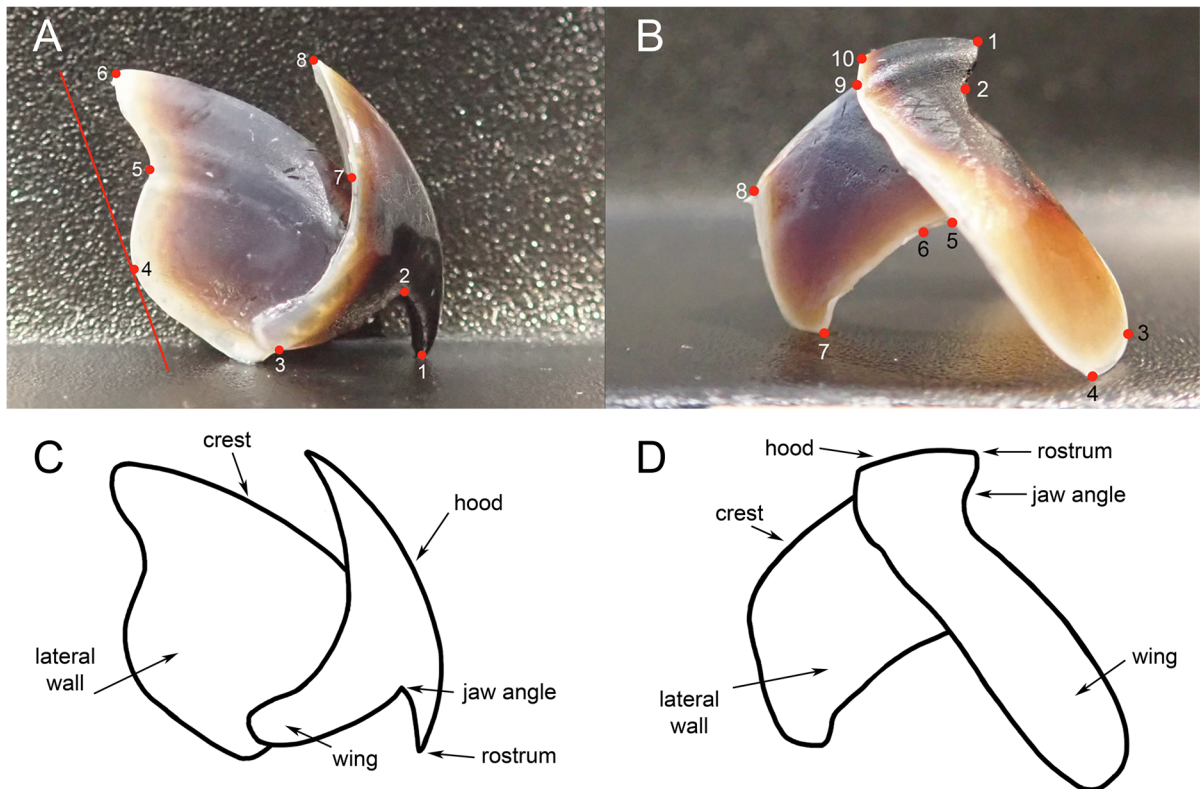 A
6
8
5
7
4
2
3
1
B
1
10
9
2
8
5
6
7
3
4
C
crest
hood
lateral
wall
jaw angle
wing
rostrum
D
hood
rostrum
jaw angle
crest
wing
lateral
wall